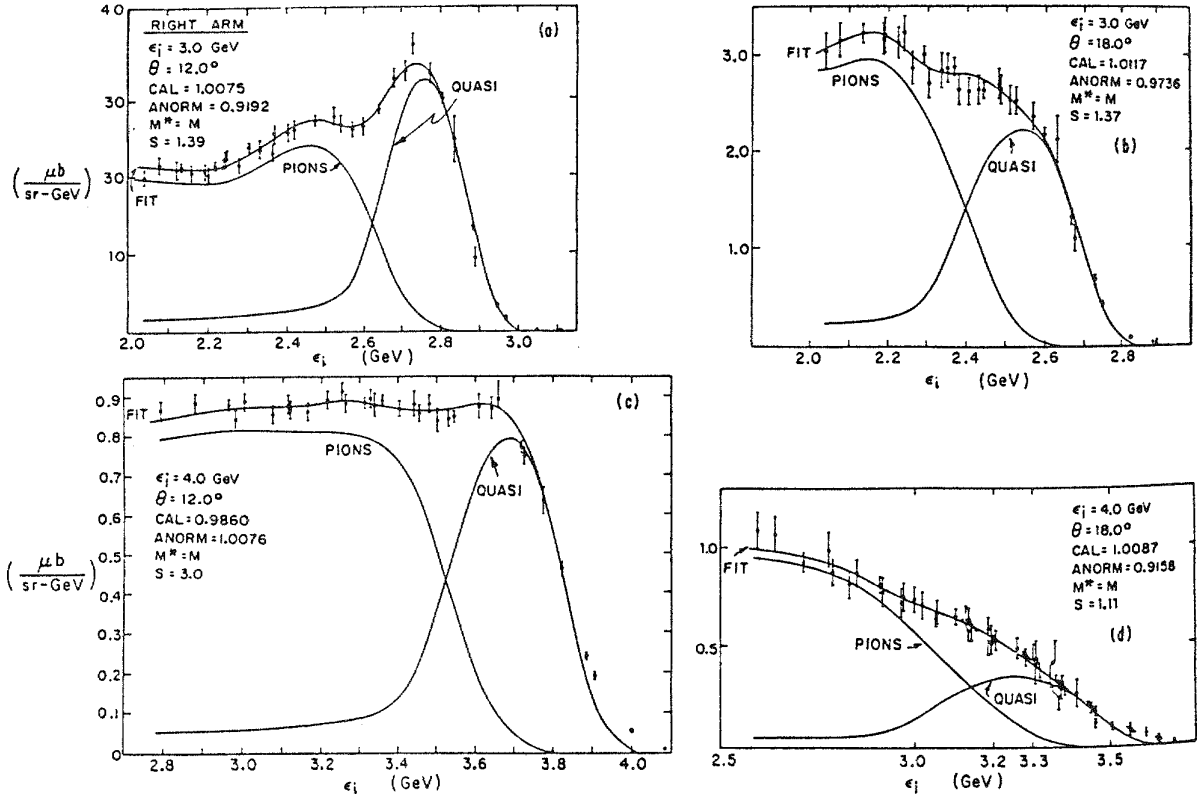 RIGHT ARM
(a)
ϵi = 3.0 GeV
θ = 12.0°
CAL = 1.0075
ANORM = 0.9192
M* = M
S = 1.39
QUASI
PIONS
FIT
(μb/sr-GeV)
40
30
30
10
0
2.0 2.2 2.4 2.6 2.8 3.0
ϵi (GeV)
(b)
ϵi = 3.0 GeV
θ = 18.0°
CAL = 1.0117
ANORM = 0.9736
M* = M
S = 1.37
FIT
PIONS
QUASI
3.0
2.0
1.0
2.0 2.2 2.4 2.6 2.8
ϵi (GeV)
(c)
FIT
PIONS
QUASI
ϵi = 4.0 GeV
θ = 12.0°
CAL = 0.9860
ANORM = 1.0076
M* = M
S = 3.0
(μb/sr-GeV)
0.9
0.8
0.7
0.6
0.5
0.4
0.3
0.2
0.1
0
2.8 3.0 3.2 3.4 3.6 3.8 4.0
ϵi (GeV)
ϵi = 4.0 GeV
θ = 18.0°
CAL = 1.0087
ANORM = 0.9158
M* = M
S = 1.11
(d)
FIT
PIONS
QUASI
1.0
0.5
0
2.5 3.0 3.2 3.3 3.5
ϵi (GeV)